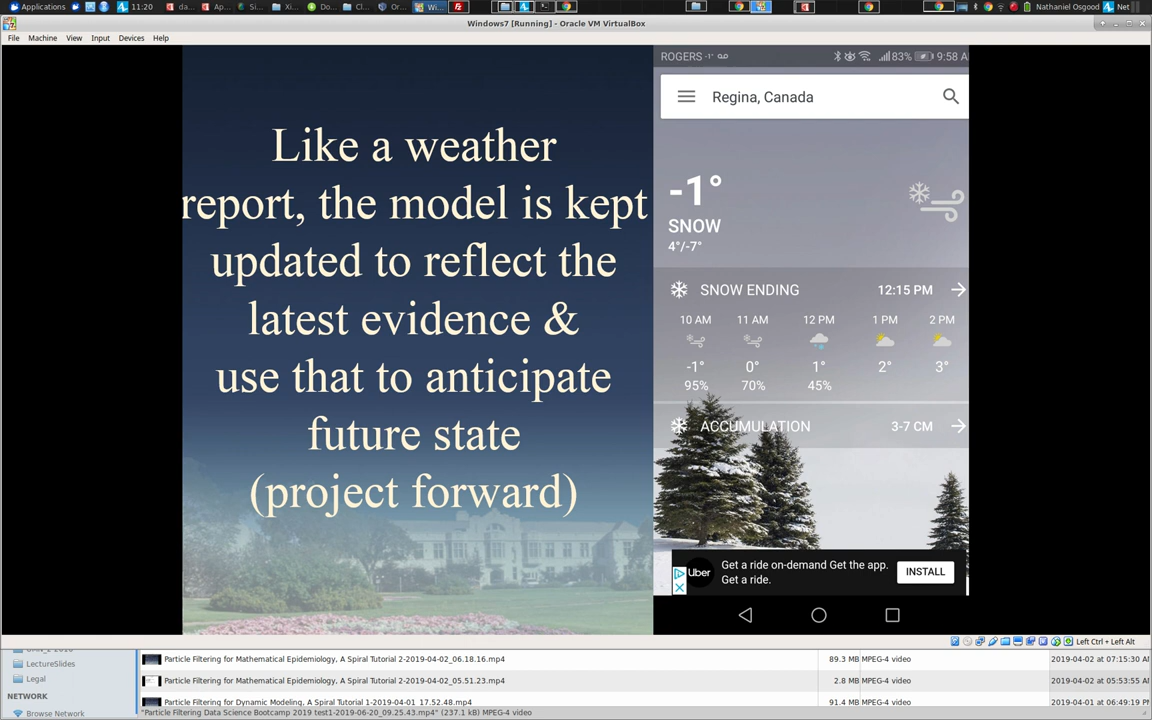 Applications
11:20
da...
Ap...
Si...
Xi...
Do...
Cl...
Or...
Wi...
Nathaniel Osgood
Net
Windows7 [Running] - Oracle VM VirtualBox
File Machine View Input Devices Help
Like a weather
report, the model is kept
updated to reflect the
latest evidence &
use that to anticipate
future state
(project forward)
ROGERS -1° 83% 9:58 A
Regina, Canada
-1°
SNOW
4°/-7°
SNOW ENDING 12:15 PM
10 AM 11 AM 12 PM 1 PM 2 PM
-1° 0° 1° 2° 3°
95% 70% 45%
ACCUMULATION 3-7 CM
Uber
Get a ride on-demand Get the app.
Get a ride.
INSTALL
Left Ctrl + Left Alt
LectureSlides
Legal
NETWORK
Browse Network
Particle Filtering for Mathematical Epidemiology, A Spiral Tutorial 2-2019-04-02_06.18.16.mp4 89.3 MB MPEG-4 video 2019-04-02 at 07:15:30 AM
Particle Filtering for Mathematical Epidemiology, A Spiral Tutorial 2-2019-04-02_05.51.23.mp4 2.8 MB MPEG-4 video 2019-04-02 at 05:53:55 A
Particle Filtering for Dynamic Modeling, A Spiral Tutorial 1-2019-04-01_17.52.48.mp4 91.4 MB MPEG-4 video 2019-04-01 at 06:49:19 P
"Particle Filtering Data Science Bootcamp 2019 test1-2019-06-20_09.25.43.mp4" (237.1 kB) MPEG-4 video